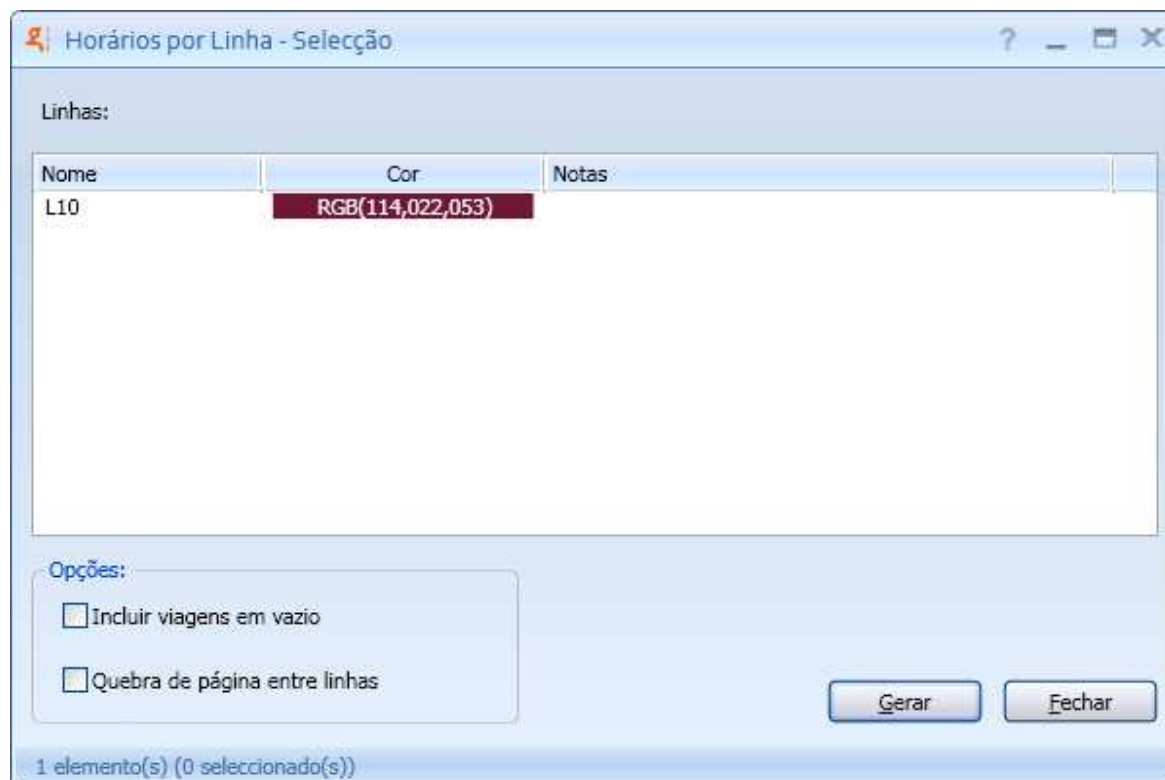 Horários por Linha - Selecção
Linhas:
Nome Cor Notas
L10 RGB(114,022,053)
Opções:
Incluir viagens em vazio
Quebra de página entre linhas
Gerar Fechar
1 elemento(s) (0 seleccionado(s))